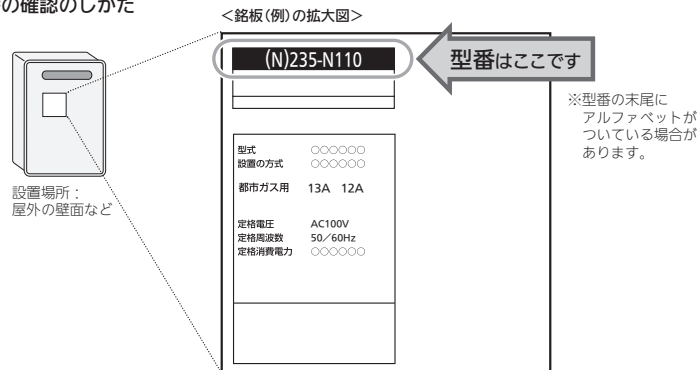 の確認のしかた
＜銘板(例)の拡大図＞
(N)235-N110
型番はここです
※型番の末尾に
アルファベットが
ついている場合が
あります。
設置場所：
屋外の壁面など
型式 ○○○○○○
設置の方式 ○○○○○○
都市ガス用 13A 12A
定格電圧 AC100V
定格周波数 50／60Hz
定格消費電力 ○○○○○○